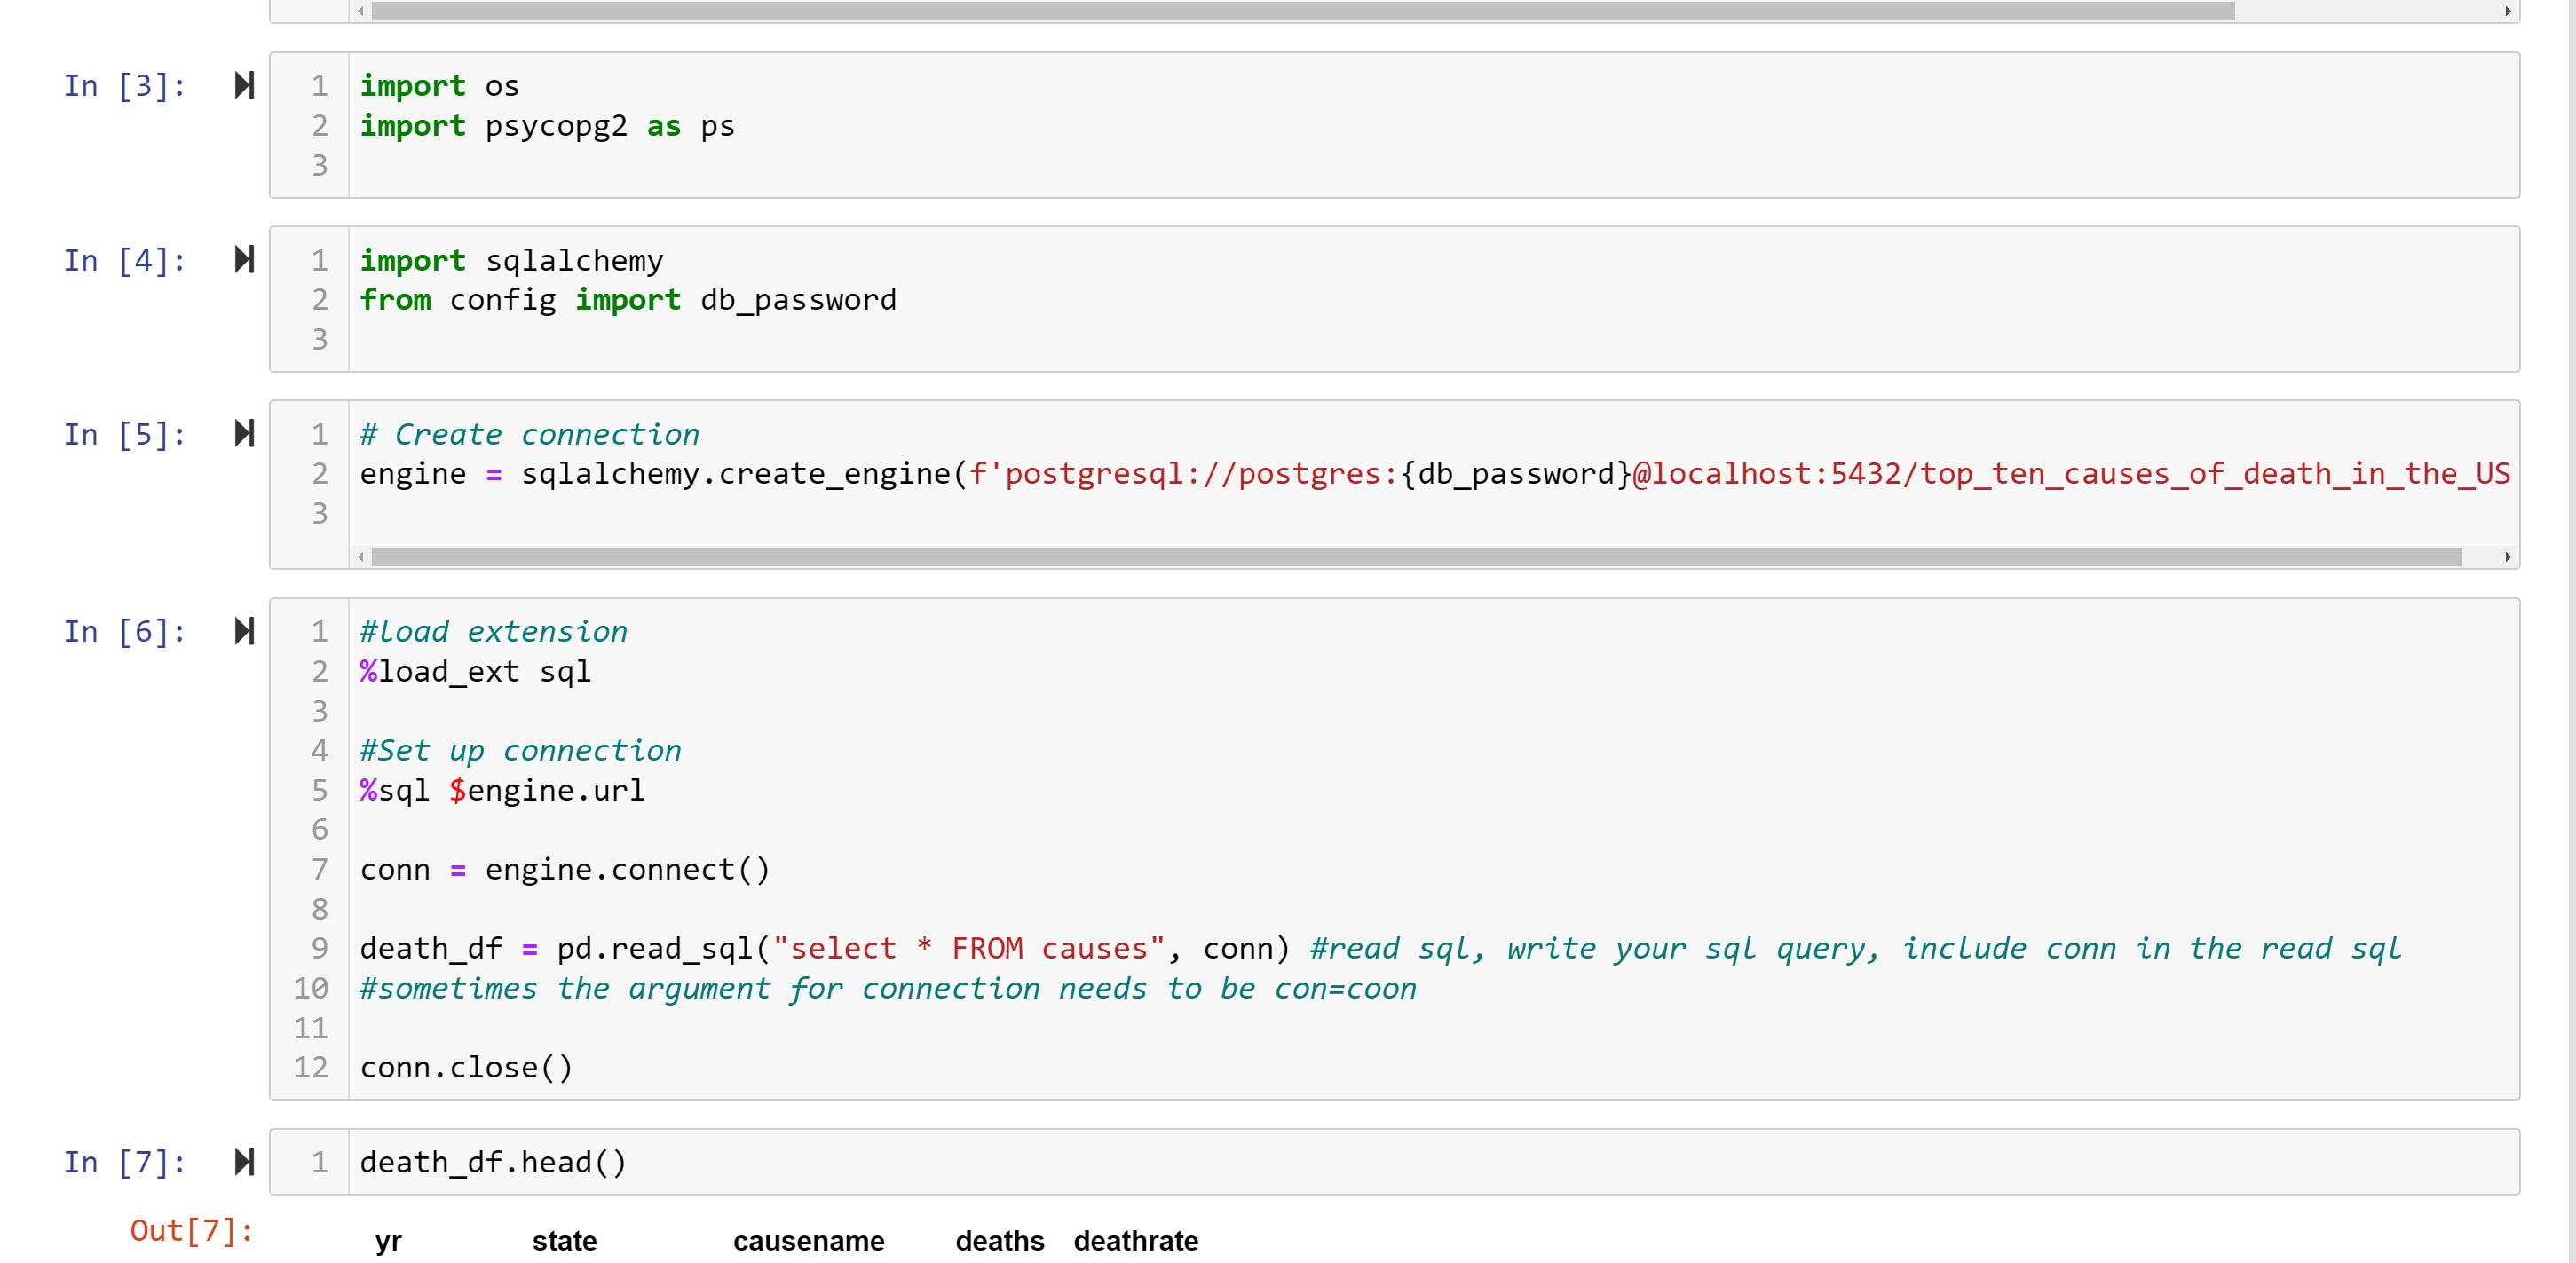 In [3]:
1 import os
2 import psycopg2 as ps
3
In [4]:
1 import sqlalchemy
2 from config import db_password
3
In [5]:
1 # Create connection
2 engine = sqlalchemy.create_engine(f'postgresql://postgres:{db_password}@localhost:5432/top_ten_causes_of_death_in_the_US
3
In [6]:
1 #load extension
2 %load_ext sql
3
4 #Set up connection
5 %sql $engine.url
6
7 conn = engine.connect()
8
9 death_df = pd.read_sql("select * FROM causes", conn) #read sql, write your sql query, include conn in the read sql
10 #sometimes the argument for connection needs to be con=coon
11
12 conn.close()
In [7]:
1 death_df.head()
Out[7]:
yr state causename deaths deathrate